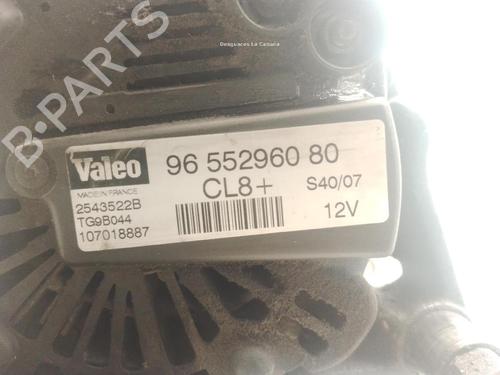 Desguaces La Cabaña
B-PARTS
Valeo
96 552960 80
MADE IN FRANCE
CL8+
S40/07
2543522B
TG9B044
12V
107018887